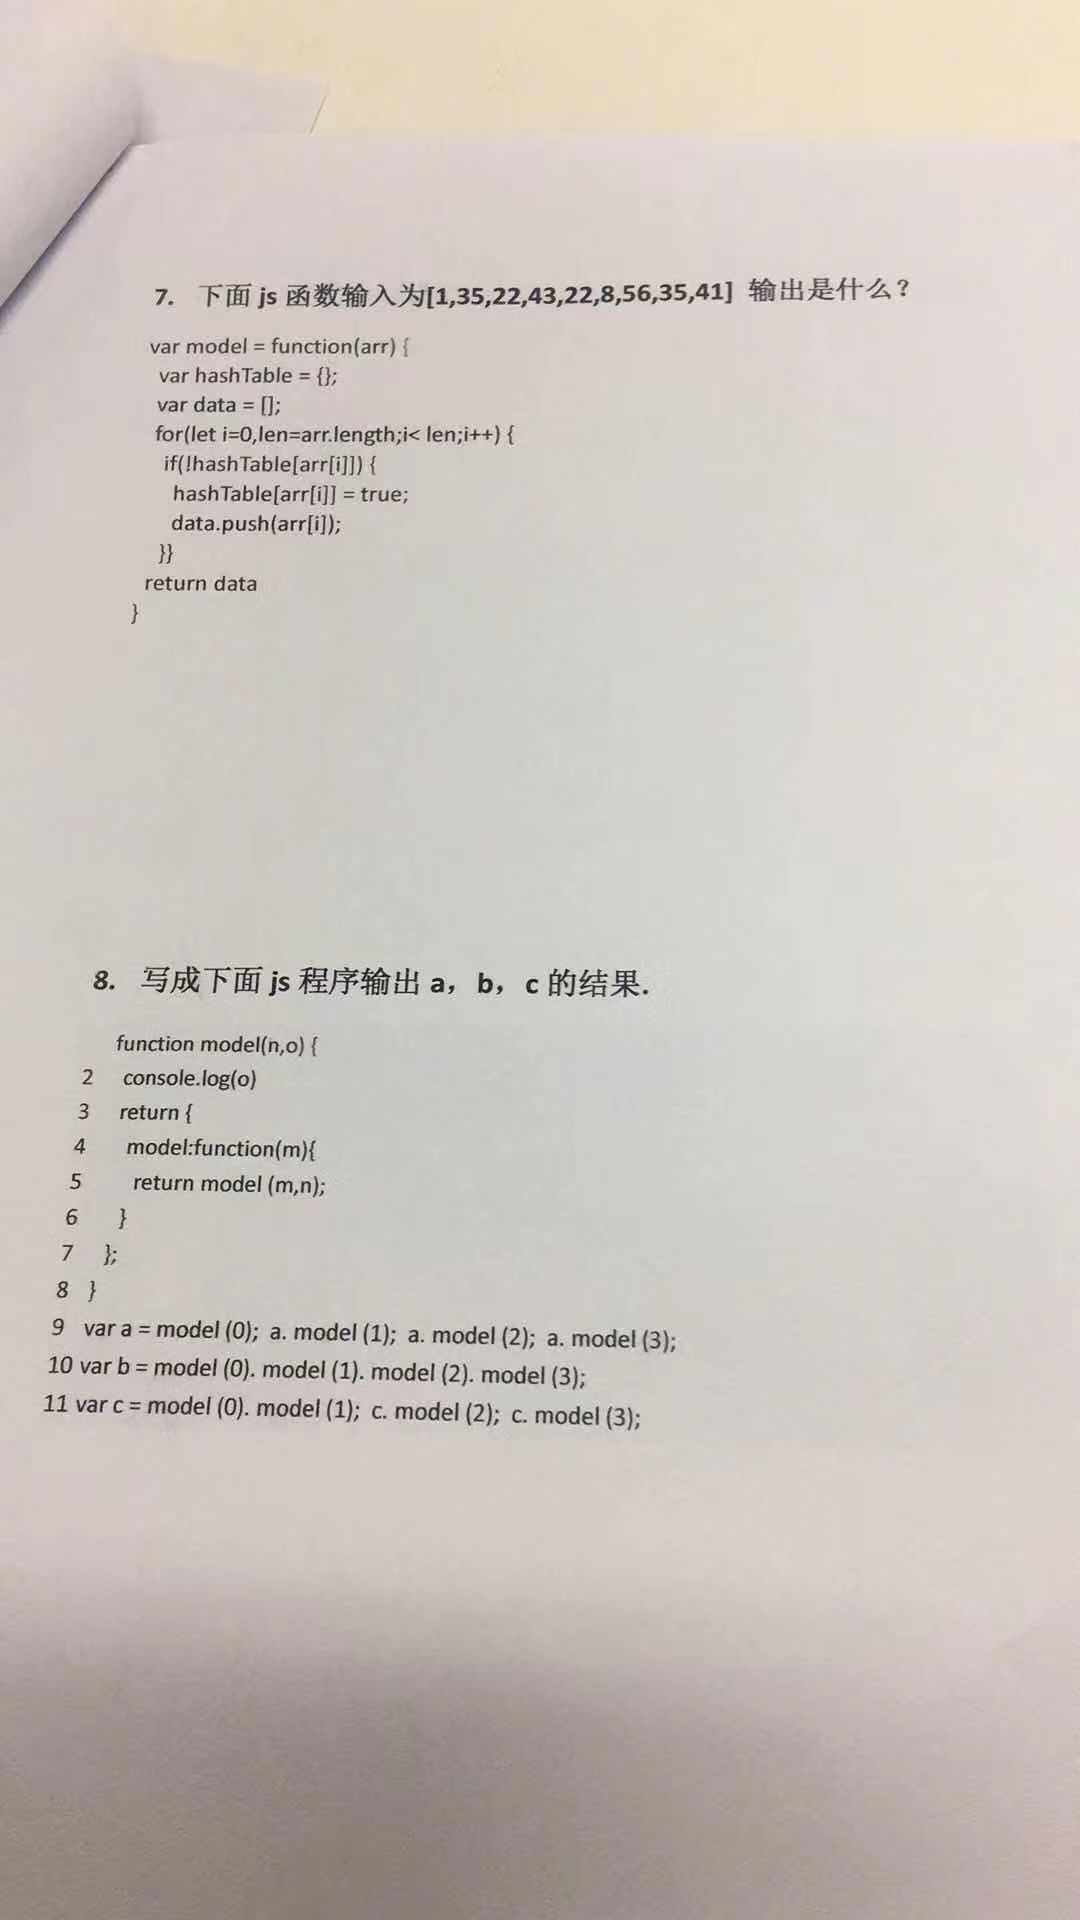 7. 下面 js 函数输入为[1,35,22,43,22,8,56,35,41] 输出是什么？
var model = function(arr) {
var hashTable = {};
var data = [];
for(let i=0,len=arr.length;i< len;i++) {
if(!hashTable[arr[i]]) {
hashTable[arr[i]] = true;
data.push(arr[i]);
}}
return data
}
8. 写成下面 js 程序输出 a，b，c 的结果.
function model(n,o) {
2 console.log(o)
3 return {
4 model:function(m){
5 return model (m,n);
6 }
7 };
8 }
9 var a = model (0); a. model (1); a. model (2); a. model (3);
10 var b = model (0). model (1). model (2). model (3);
11 var c = model (0). model (1); c. model (2); c. model (3);